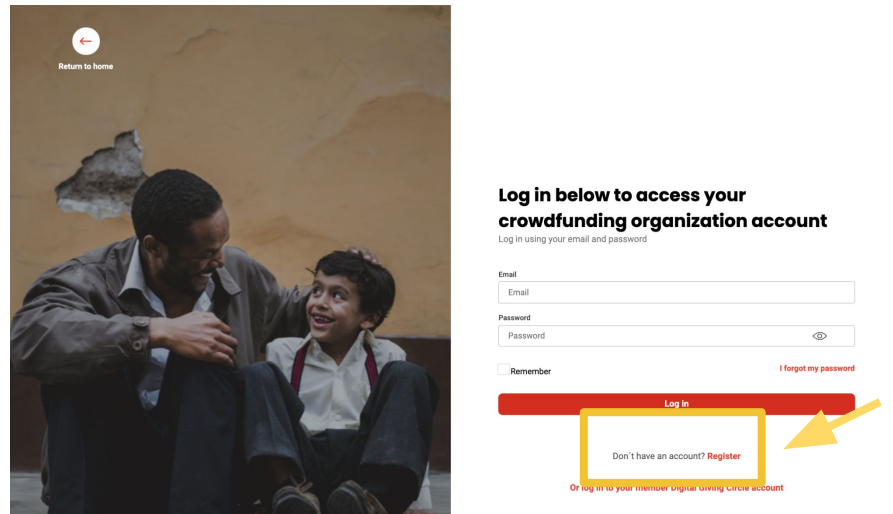 Return to home
Log in below to access your
crowdfunding organization account
Log in using your email and password
Email
Email
Password
Password
Remember
I forgot my password
Log in
Don´t have an account? Register
Or log in to your member Digital Giving Circle account